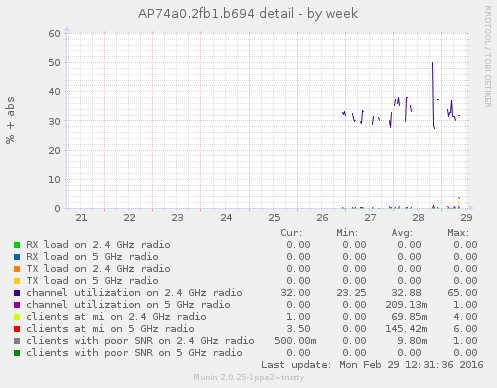 AP74a0.2fb1.b694 detail - by week
RRDTOOL / TOBI OETIKER
% + abs
60
50
40
30
20
10
0
21 22 23 24 25 26 27 28 29
Cur: Min: Avg: Max:
RX load on 2.4 GHz radio 0.00 0.00 0.00 0.00
RX load on 5 GHz radio 0.00 0.00 0.00 0.00
TX load on 2.4 GHz radio 0.00 0.00 0.00 0.00
TX load on 5 GHz radio 0.00 0.00 0.00 0.00
channel utilization on 2.4 GHz radio 32.00 23.25 32.88 65.00
channel utilization on 5 GHz radio 0.00 0.00 209.13m 1.00
clients at mi on 2.4 GHz radio 1.00 0.00 69.85m 4.00
clients at mi on 5 GHz radio 3.50 0.00 145.42m 6.00
clients with poor SNR on 2.4 GHz radio 500.00m 0.00 9.80m 1.00
clients with poor SNR on 5 GHz radio 0.00 0.00 0.00 0.00
Last update: Mon Feb 29 12:31:36 2016
Munin 2.0.25-1ppa2~trusty